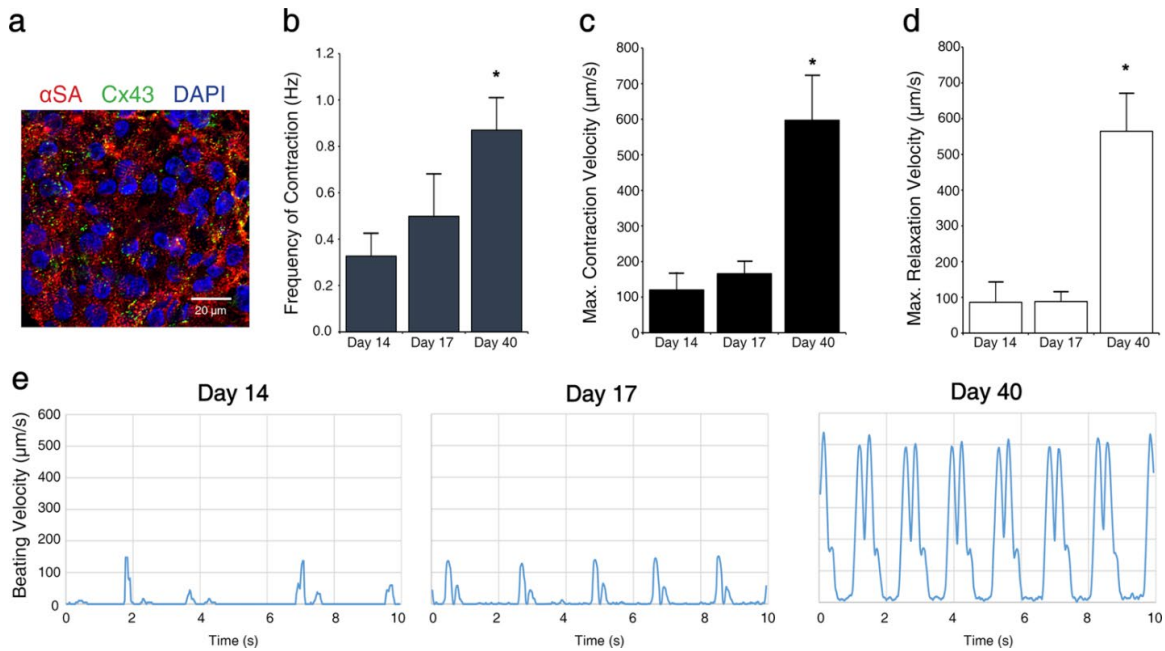 a
αSA Cx43 DAPI
20 µm
b
Frequency of Contraction (Hz)
1.2
1.0
0.8
0.6
0.4
0.2
0.0
*
Day 14 Day 17 Day 40
c
Max. Contraction Velocity (µm/s)
800
700
600
500
400
300
200
100
0
*
Day 14 Day 17 Day 40
d
Max. Relaxation Velocity (µm/s)
800
700
600
500
400
300
200
100
0
*
Day 14 Day 17 Day 40
e
Day 14
Day 17
Day 40
Beating Velocity (µm/s)
600
500
400
300
200
100
0
0 2 4 6 8 10
Time (s)
0 2 4 6 8 10
Time (s)
0 2 4 6 8 10
Time (s)